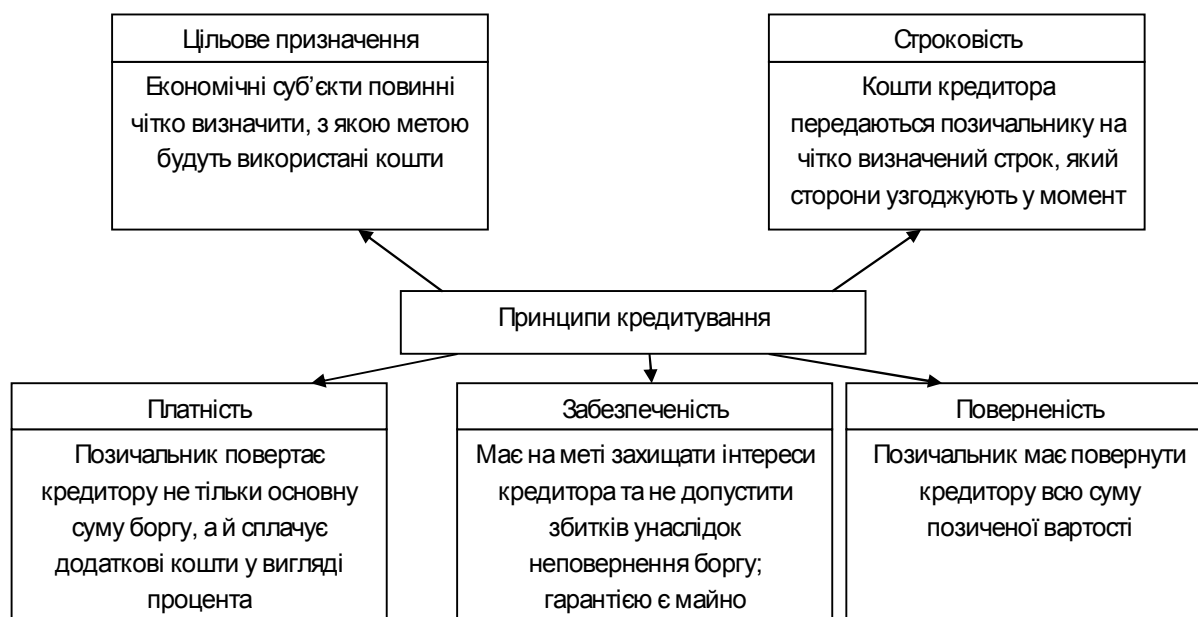 Цільове призначення
Економічні суб’єкти повинні
чітко визначити, з якою метою
будуть використані кошти
Строковість
Кошти кредитора
передаються позичальнику на
чітко визначений строк, який
сторони узгоджують у момент
Принципи кредитування
Платність
Позичальник повертає
кредитору не тільки основну
суму боргу, а й сплачує
додаткові кошти у вигляді
процента
Забезпеченість
Має на меті захищати інтереси
кредитора та не допустити
збитків унаслідок
неповернення боргу;
гарантією є майно
Поверненість
Позичальник має повернути
кредитору всю суму
позиченої вартості